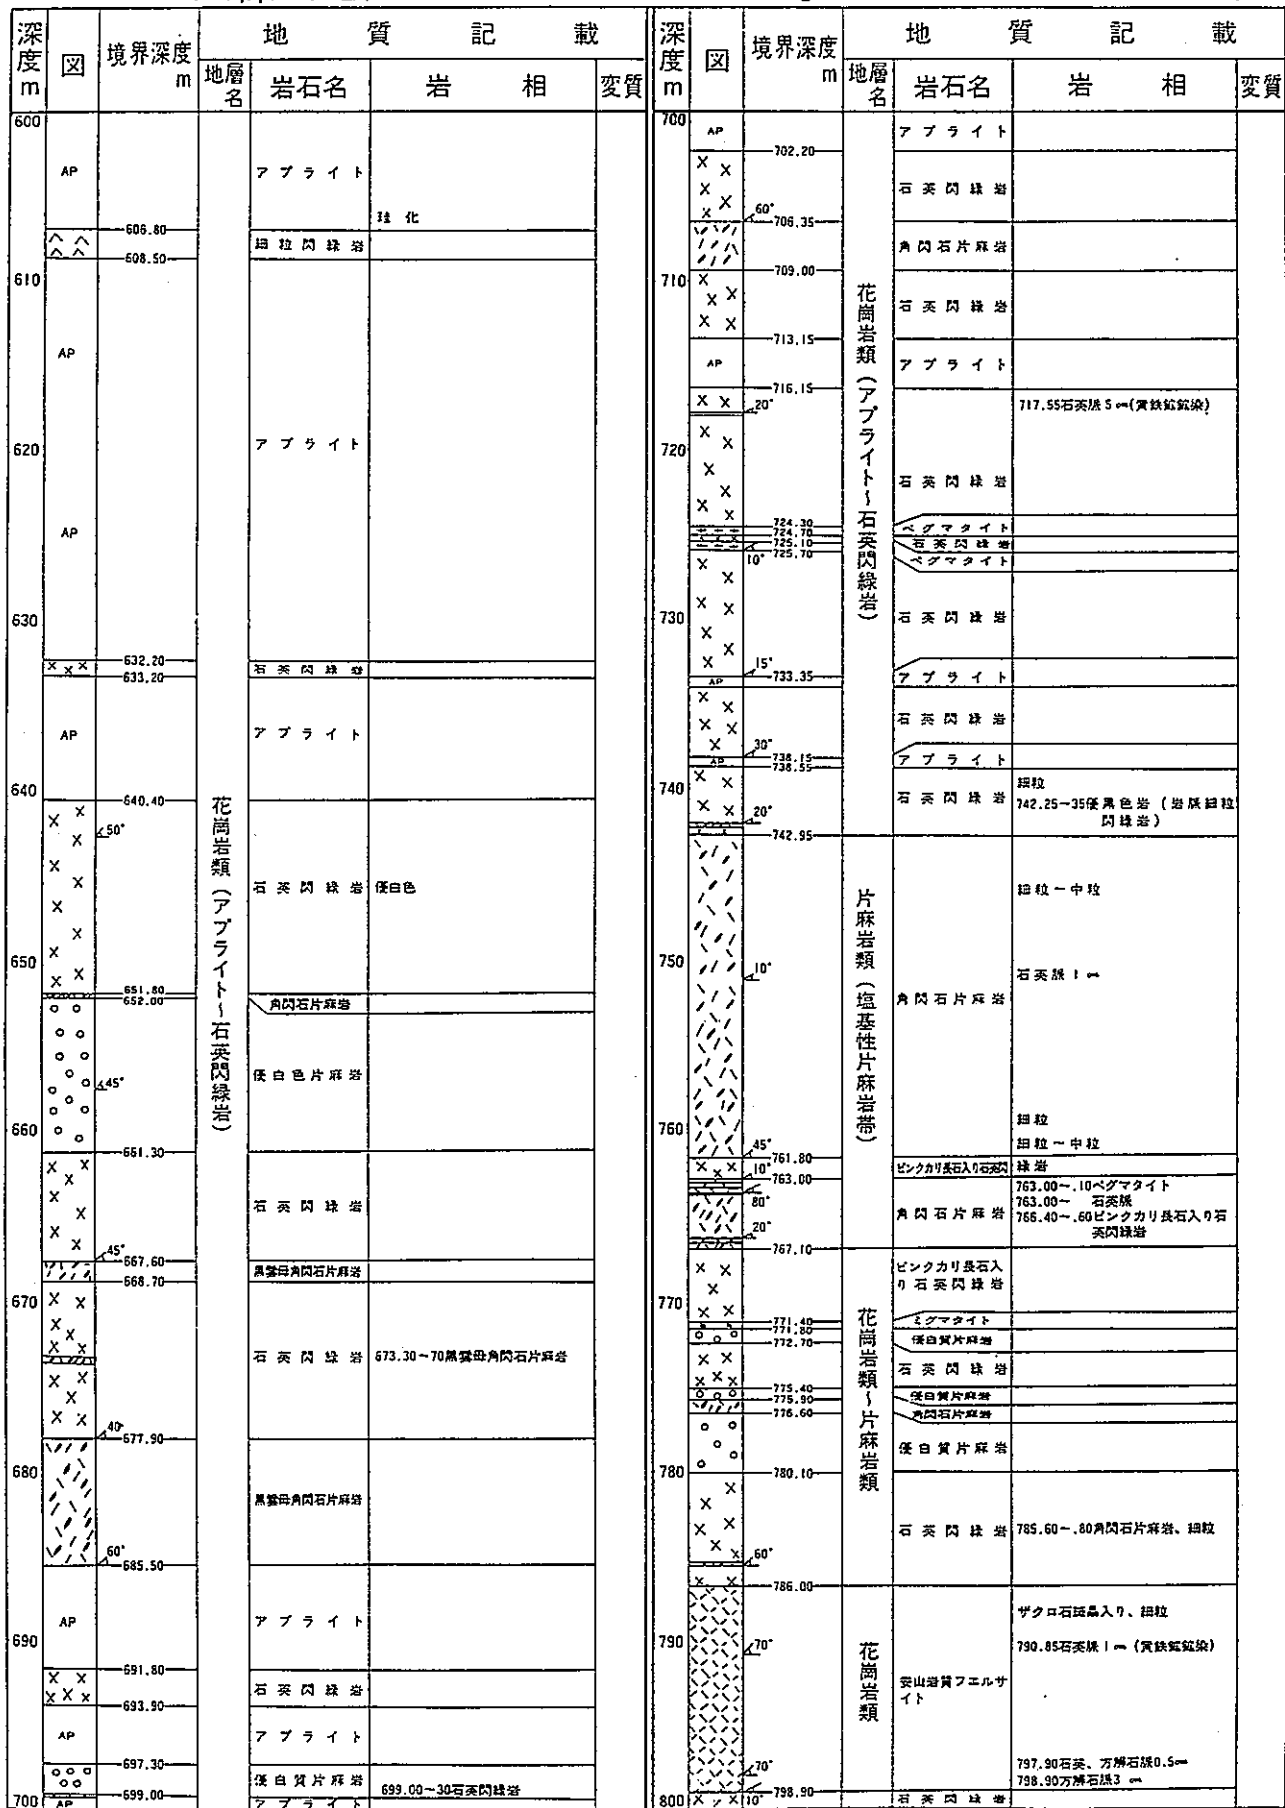 深度m 図 境界深度m 地質記載
地層名 岩石名 岩相 変質
600
AP アプライト
珪化
606.80
細粒閃緑岩
608.50
610
AP
アプライト
620
AP
630
632.20
石英閃緑岩
633.20
AP アプライト
640
640.40
50°
石英閃緑岩 優白色
花崗岩類(アプライト~石英閃緑岩)
650
651.80
652.00
角閃石片麻岩
優白色片麻岩
45°
660
661.30
石英閃緑岩
45°
667.60
黒雲母角閃石片麻岩
668.70
670
石英閃緑岩 673.30~70黒雲母角閃石片麻岩
40°
677.90
680
黒雲母角閃石片麻岩
60°
685.50
AP アプライト
690
691.80
石英閃緑岩
693.90
AP アプライト
697.30
優白質片麻岩
699.00~30石英閃緑岩
699.00
700 AP アプライト
深度m 図 境界深度m 地質記載
地層名 岩石名 岩相 変質
700
AP アプライト
702.20
石英閃緑岩
60°
706.35
角閃石片麻岩
709.00
710
石英閃緑岩
713.15
AP アプライト
716.15
20°
717.55石英脈5cm(黄鉄鉱鉱染)
花崗岩類(アプライト~石英閃緑岩)
720
石英閃緑岩
724.30
ペグマタイト
724.70
石英閃緑岩
725.10
ペグマタイト
725.70
10°
730
石英閃緑岩
15°
733.35
AP アプライト
石英閃緑岩
30°
738.15
AP アプライト
738.55
740
石英閃緑岩 細粒
742.25~35優黒色岩(岩脈細粒
閃緑岩)
20°
742.95
細粒~中粒
片麻岩類(塩基性片麻岩帯)
750
10°
石英脈1cm
角閃石片麻岩
細粒
760
細粒~中粒
45°
761.80
ピンクカリ長石入り石英閃緑岩
10°
763.00
763.00~.10ペグマタイト
763.00~ 石英脈
80°
角閃石片麻岩 766.40~.60ピンクカリ長石入り石
英閃緑岩
20°
767.10
ピンクカリ長石入
り石英閃緑岩
770
771.40
ミグマタイト
771.80
優白質片麻岩
772.70
石英閃緑岩
775.40
優白質片麻岩
775.90
角閃石片麻岩
776.60
優白質片麻岩
花崗岩類~片麻岩類
780
780.10
石英閃緑岩 785.60~.80角閃石片麻岩、細粒
60°
786.00
ザクロ石斑晶入り、細粒
790
70°
790.85石英脈1cm(黄鉄鉱鉱染)
花崗岩類
安山岩質フエルサ
イト
797.90石英、方解石脈0.5cm
70°
798.90方解石脈3cm
798.90
800 10° 石英閃緑岩